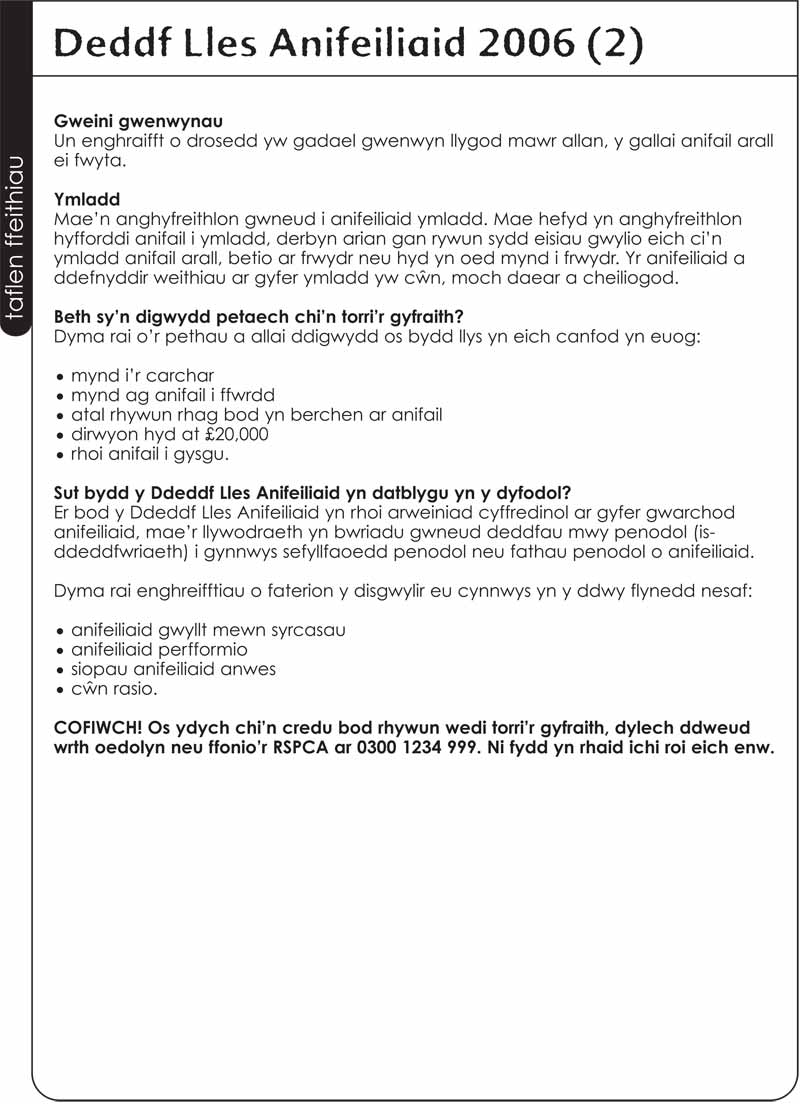 Deddf Lles Anifeiliaid 2006 (2)
taflen ffeithiau
Gweini gwenwynau
Un enghraifft o drosedd yw gadael gwenwyn llygod mawr allan, y gallai anifail arall
ei fwyta.
Ymladd
Mae'n anghyfreithlon gwneud i anifeiliaid ymladd. Mae hefyd yn anghyfreithlon
hyfforddi anifail i ymladd, derbyn arian gan rywun sydd eisiau gwylio eich ci'n
ymladd anifail arall, betio ar frwydr neu hyd yn oed mynd i frwydr. Yr anifeiliaid a
ddefnyddir weithiau ar gyfer ymladd yw cŵn, moch daear a cheiliogod.
Beth sy'n digwydd petaech chi'n torri'r gyfraith?
Dyma rai o'r pethau a allai ddigwydd os bydd llys yn eich canfod yn euog:
• mynd i'r carchar
• mynd ag anifail i ffwrdd
• atal rhywun rhag bod yn berchen ar anifail
• dirwyon hyd at £20,000
• rhoi anifail i gysgu.
Sut bydd y Ddeddf Lles Anifeiliaid yn datblygu yn y dyfodol?
Er bod y Ddeddf Lles Anifeiliaid yn rhoi arweiniad cyffredinol ar gyfer gwarchod
anifeiliaid, mae'r llywodraeth yn bwriadu gwneud deddfau mwy penodol (is-
ddeddfwriaeth) i gynnwys sefyllfaoedd penodol neu fathau penodol o anifeiliaid.
Dyma rai enghreifftiau o faterion y disgwylir eu cynnwys yn y ddwy flynedd nesaf:
• anifeiliaid gwyllt mewn syrcasau
• anifeiliaid perfformio
• siopau anifeiliaid anwes
• cŵn rasio.
COFIWCH! Os ydych chi'n credu bod rhywun wedi torri'r gyfraith, dylech ddweud
wrth oedolyn neu ffonio'r RSPCA ar 0300 1234 999. Ni fydd yn rhaid ichi roi eich enw.